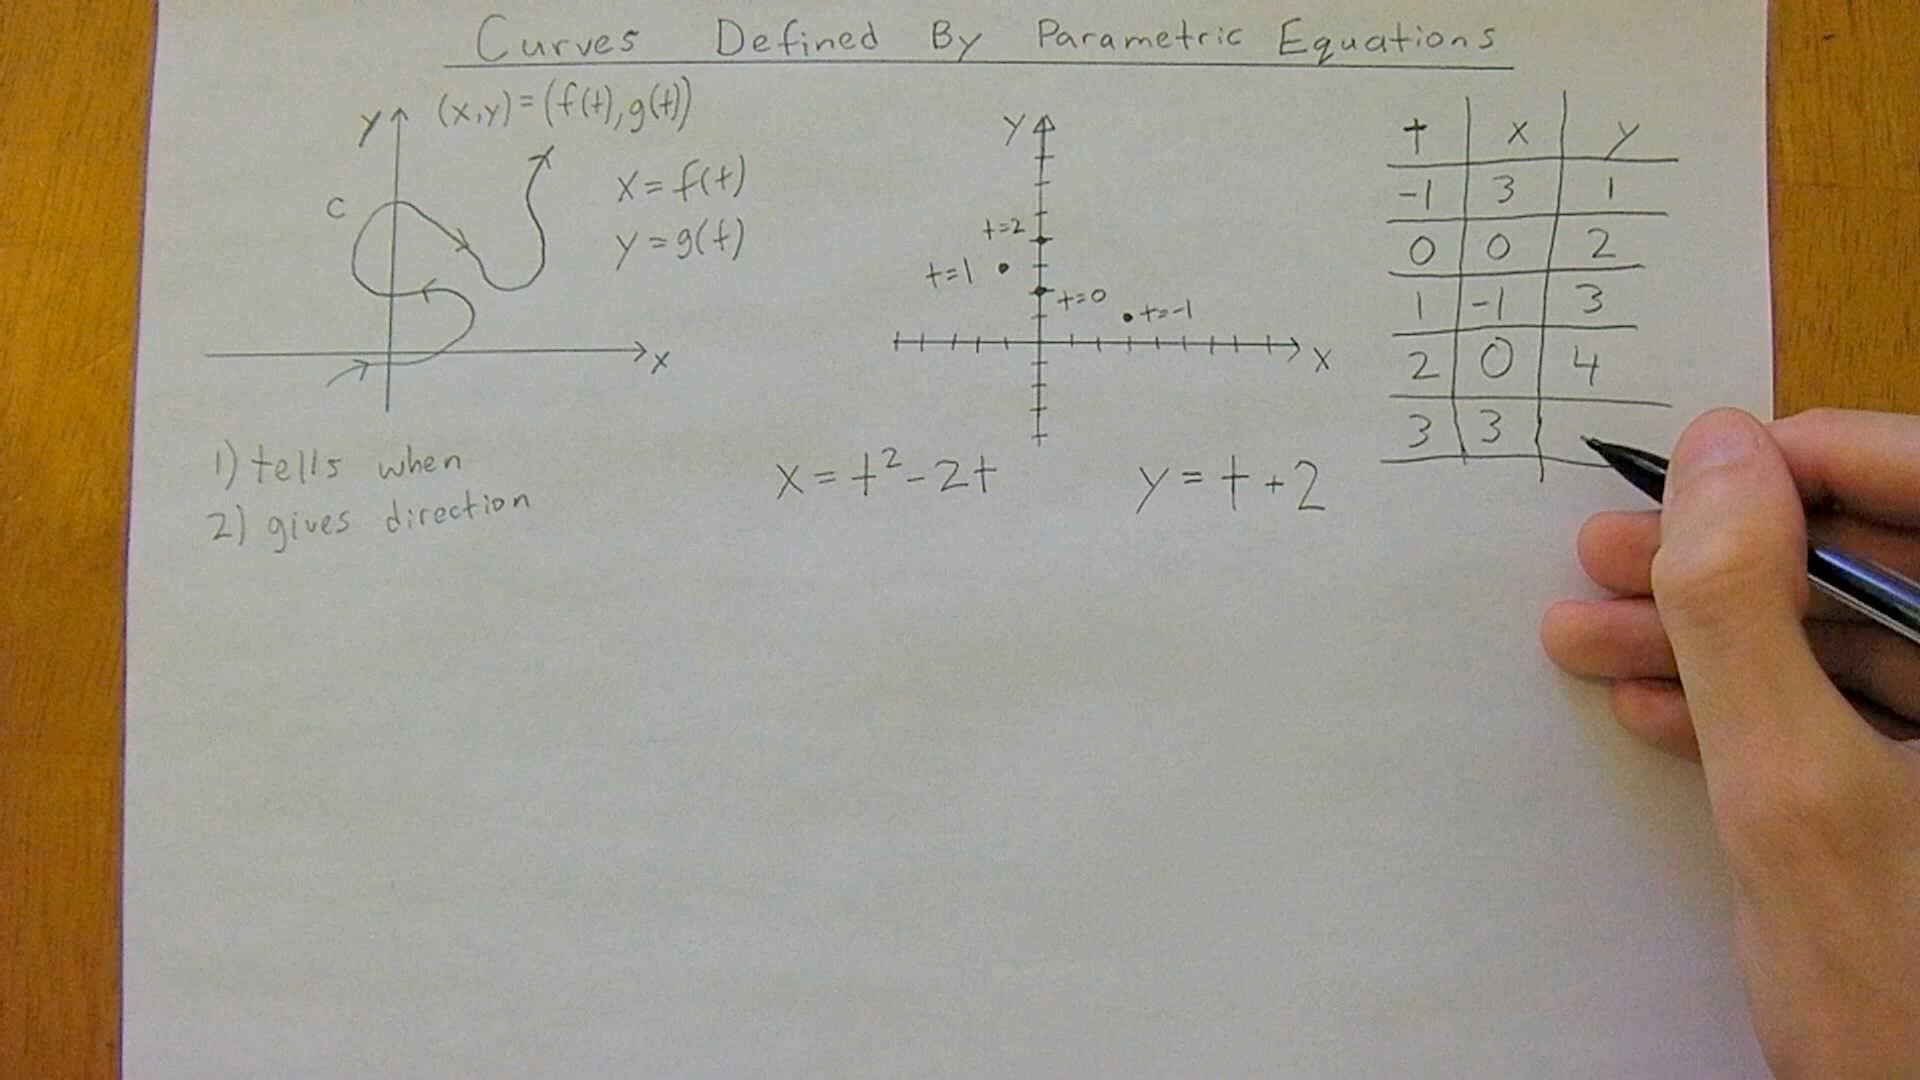 Curves Defined By Parametric Equations
y
(x,y)=(f(t),g(t))
c
x=f(t)
y=g(t)
x
1) tells when
2) gives direction
y
t=2
t=1
t=0
t=-1
x
x=t²-2t
y=t+2
t x y
-1 3 1
0 0 2
1 -1 3
2 0 4
3 3